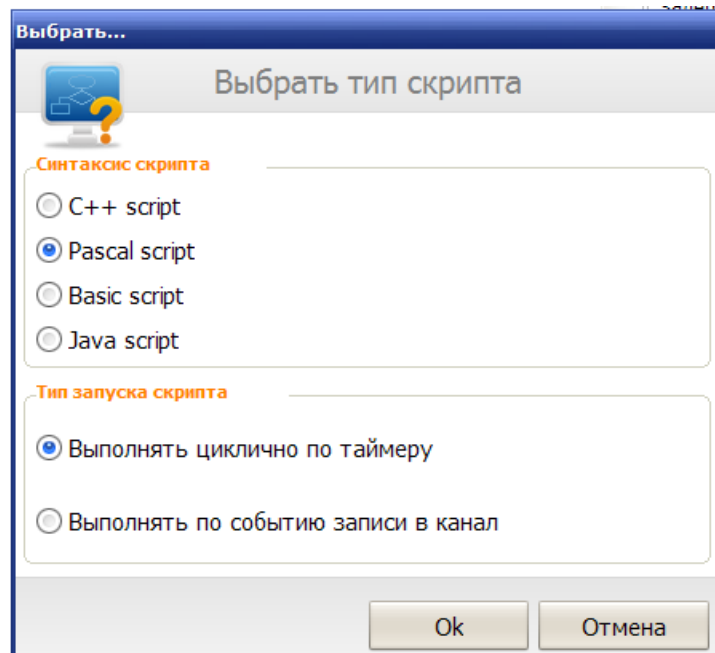 Выбрать...
Выбрать тип скрипта
Синтаксис скрипта
C++ script
Pascal script
Basic script
Java script
Тип запуска скрипта
Выполнять циклично по таймеру
Выполнять по событию записи в канал
Ok Отмена